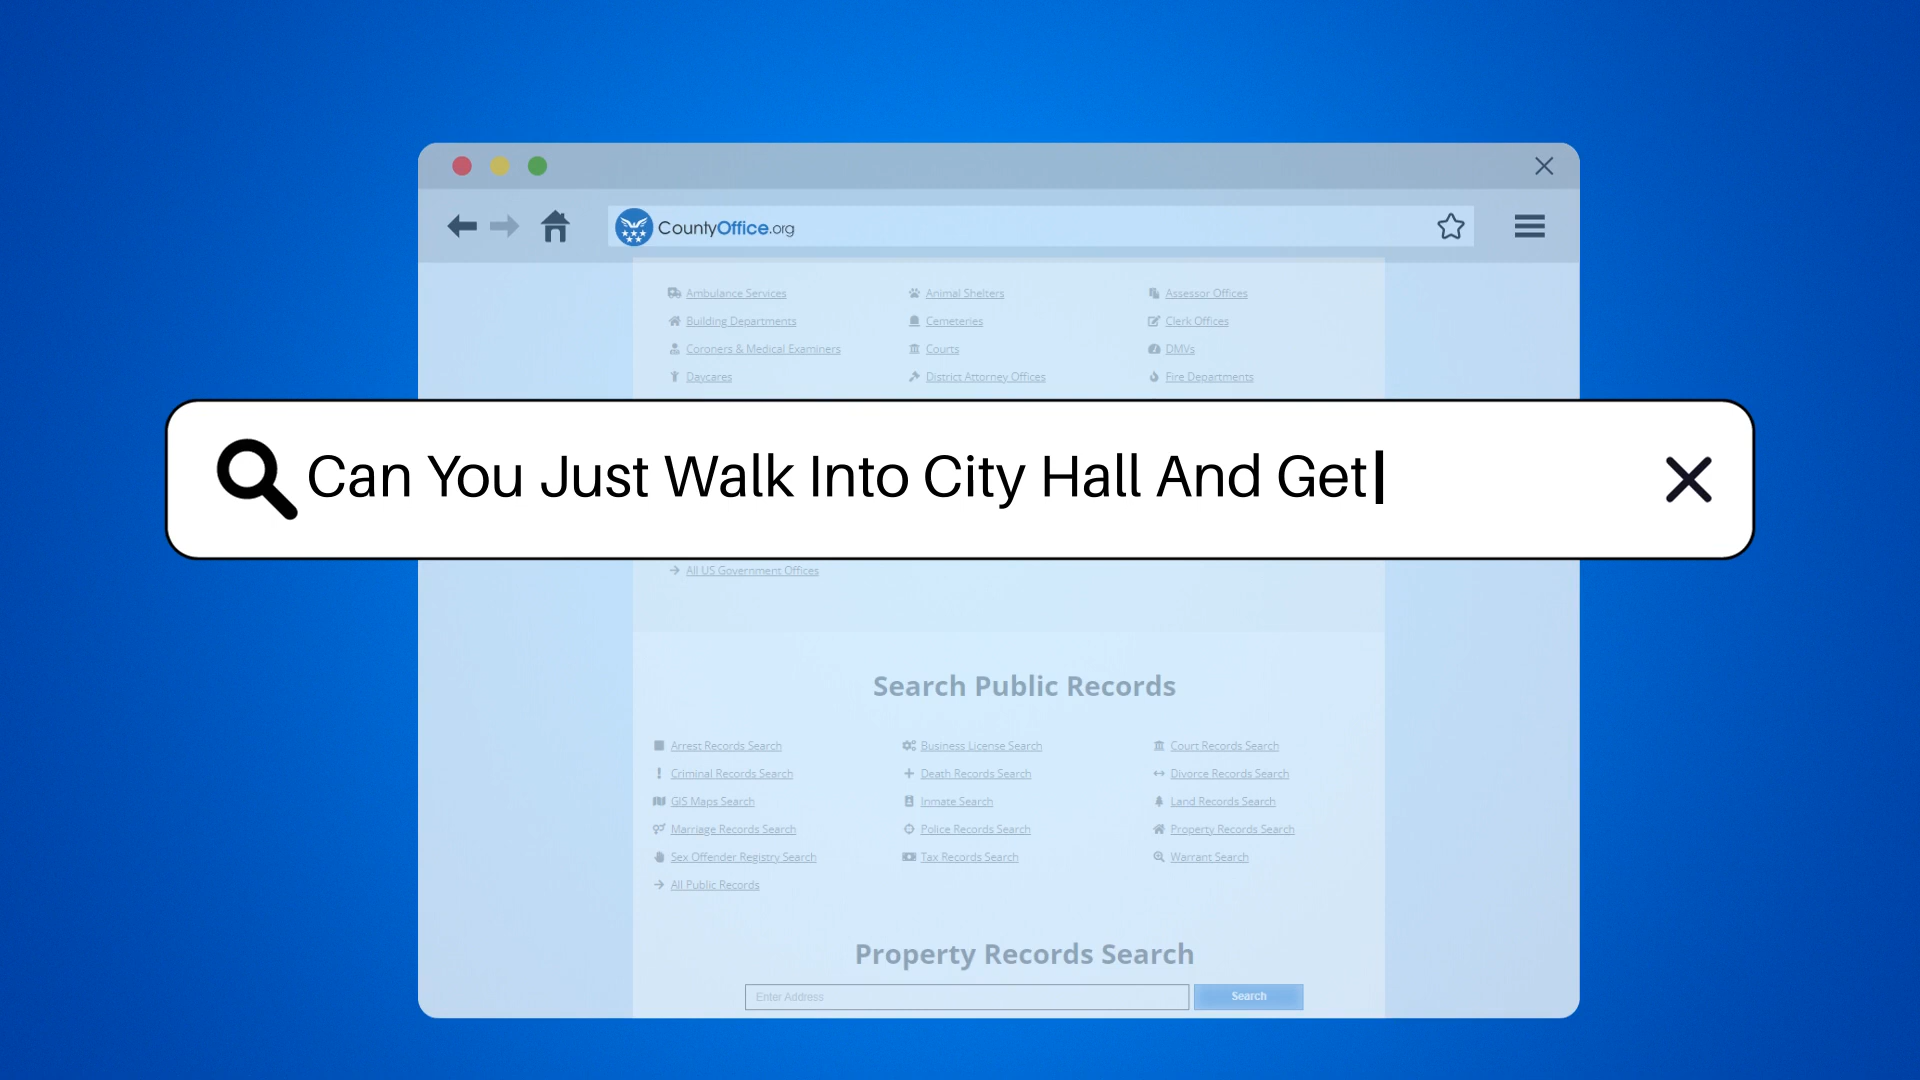 CountyOffice.org
Ambulance Services Animal Shelters Assessor Offices
Building Departments Cemeteries Clerk Offices
Coroners & Medical Examiners Courts DMVs
Daycares District Attorney Offices Fire Departments
Can You Just Walk Into City Hall And Get
All US Government Offices
Search Public Records
Arrest Records Search Business License Search Court Records Search
Criminal Records Search Death Records Search Divorce Records Search
GIS Maps Search Inmate Search Land Records Search
Marriage Records Search Police Records Search Property Records Search
Sex Offender Registry Search Tax Records Search Warrant Search
All Public Records
Property Records Search
Enter Address Search